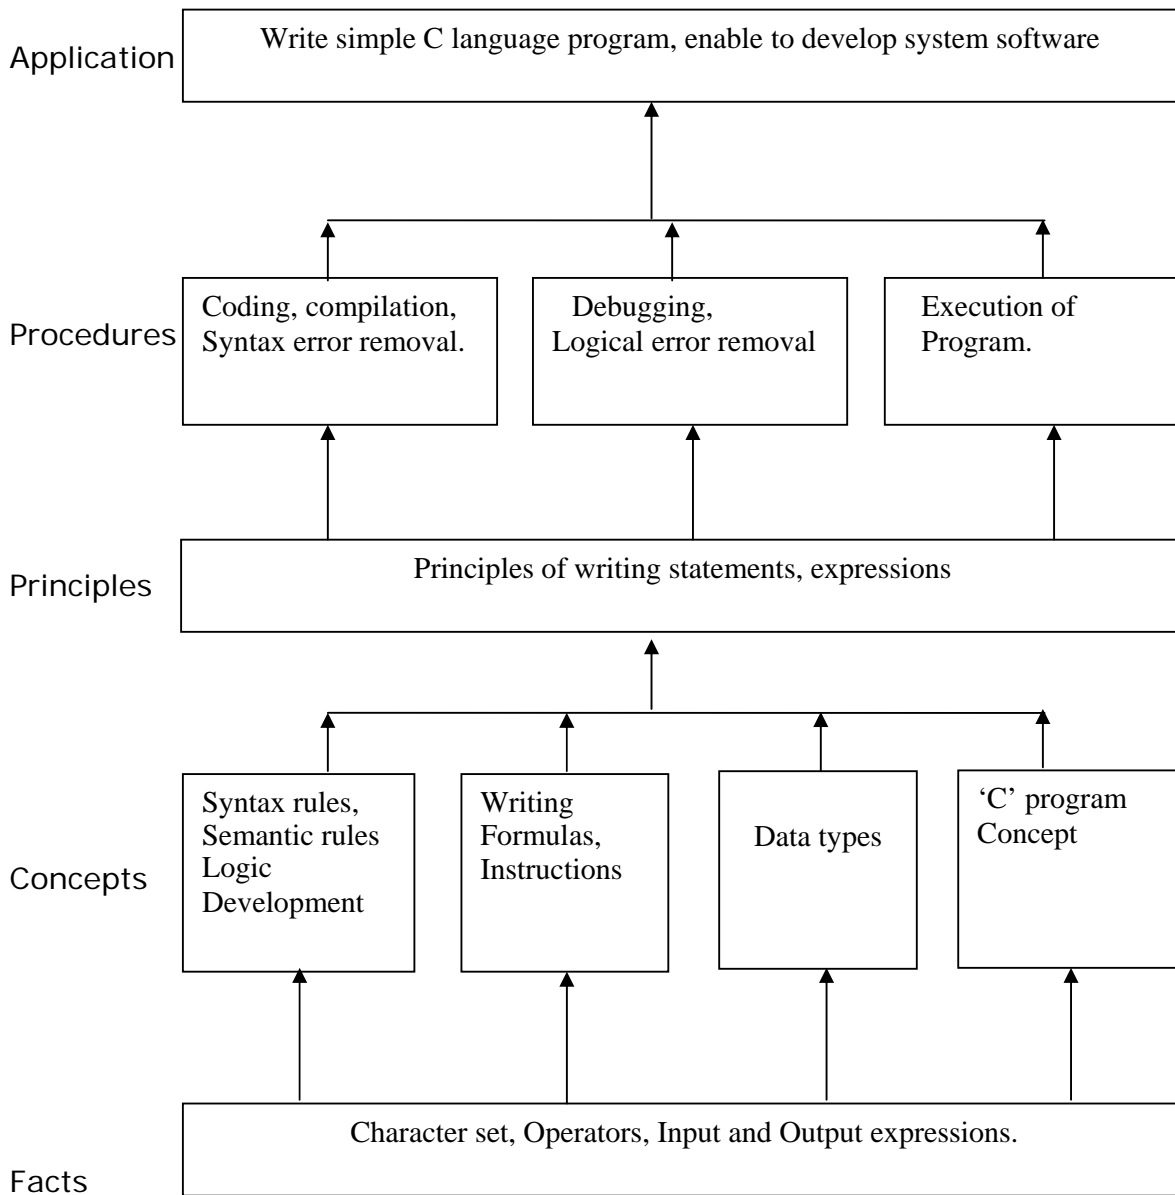 Application
Write simple C language program, enable to develop system software
Procedures
Coding, compilation,
Syntax error removal.
Debugging,
Logical error removal
Execution of
Program.
Principles
Principles of writing statements, expressions
Concepts
Syntax rules,
Semantic rules
Logic
Development
Writing
Formulas,
Instructions
Data types
‘C’ program
Concept
Facts
Character set, Operators, Input and Output expressions.